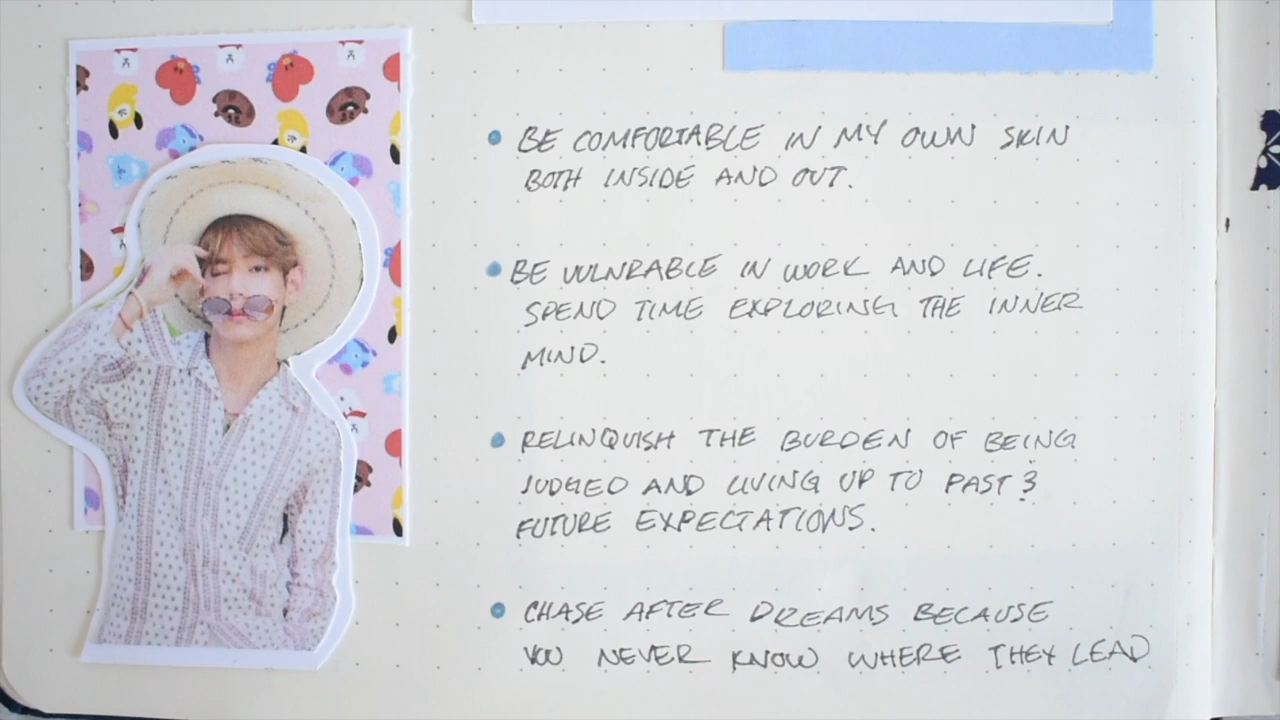 BE COMFORTABLE IN MY OWN SKIN
BOTH INSIDE AND OUT.
BE VULNRABLE IN WORK AND LIFE.
SPEND TIME EXPLORING THE INNER
MIND.
RELINQUISH THE BURDEN OF BEING
JUDGED AND LIVING UP TO PAST &
FUTURE EXPECTATIONS.
CHASE AFTER DREAMS BECAUSE
YOU NEVER KNOW WHERE THEY LEAD